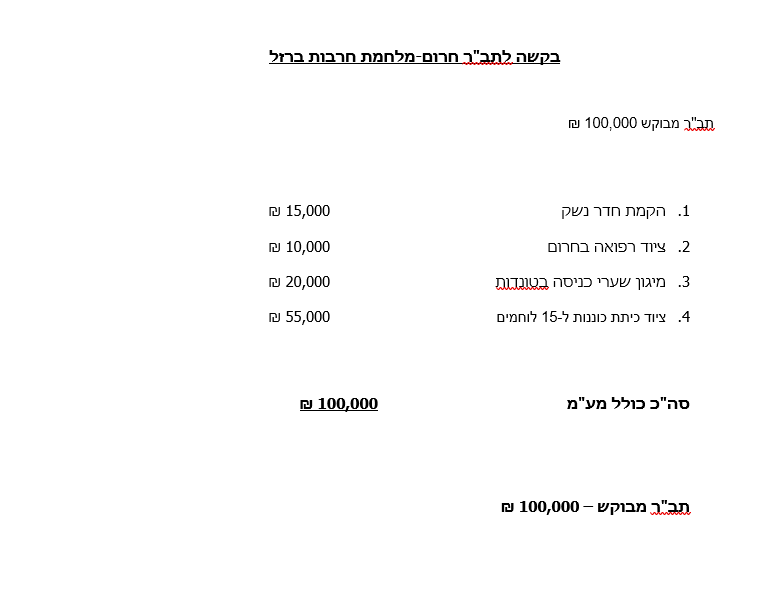 בקשה לתב"ר חרום-מלחמת חרבות ברזל
תב"ר מבוקש 100,000 ₪
1. הקמת חדר נשק 15,000 ₪
2. ציוד רפואה בחרום 10,000 ₪
3. מיגון שערי כניסה בטונדות 20,000 ₪
4. ציוד כיתת כוננות ל-15 לוחמים 55,000 ₪
סה"כ כולל מע"מ 100,000 ₪
תב"ר מבוקש – 100,000 ₪